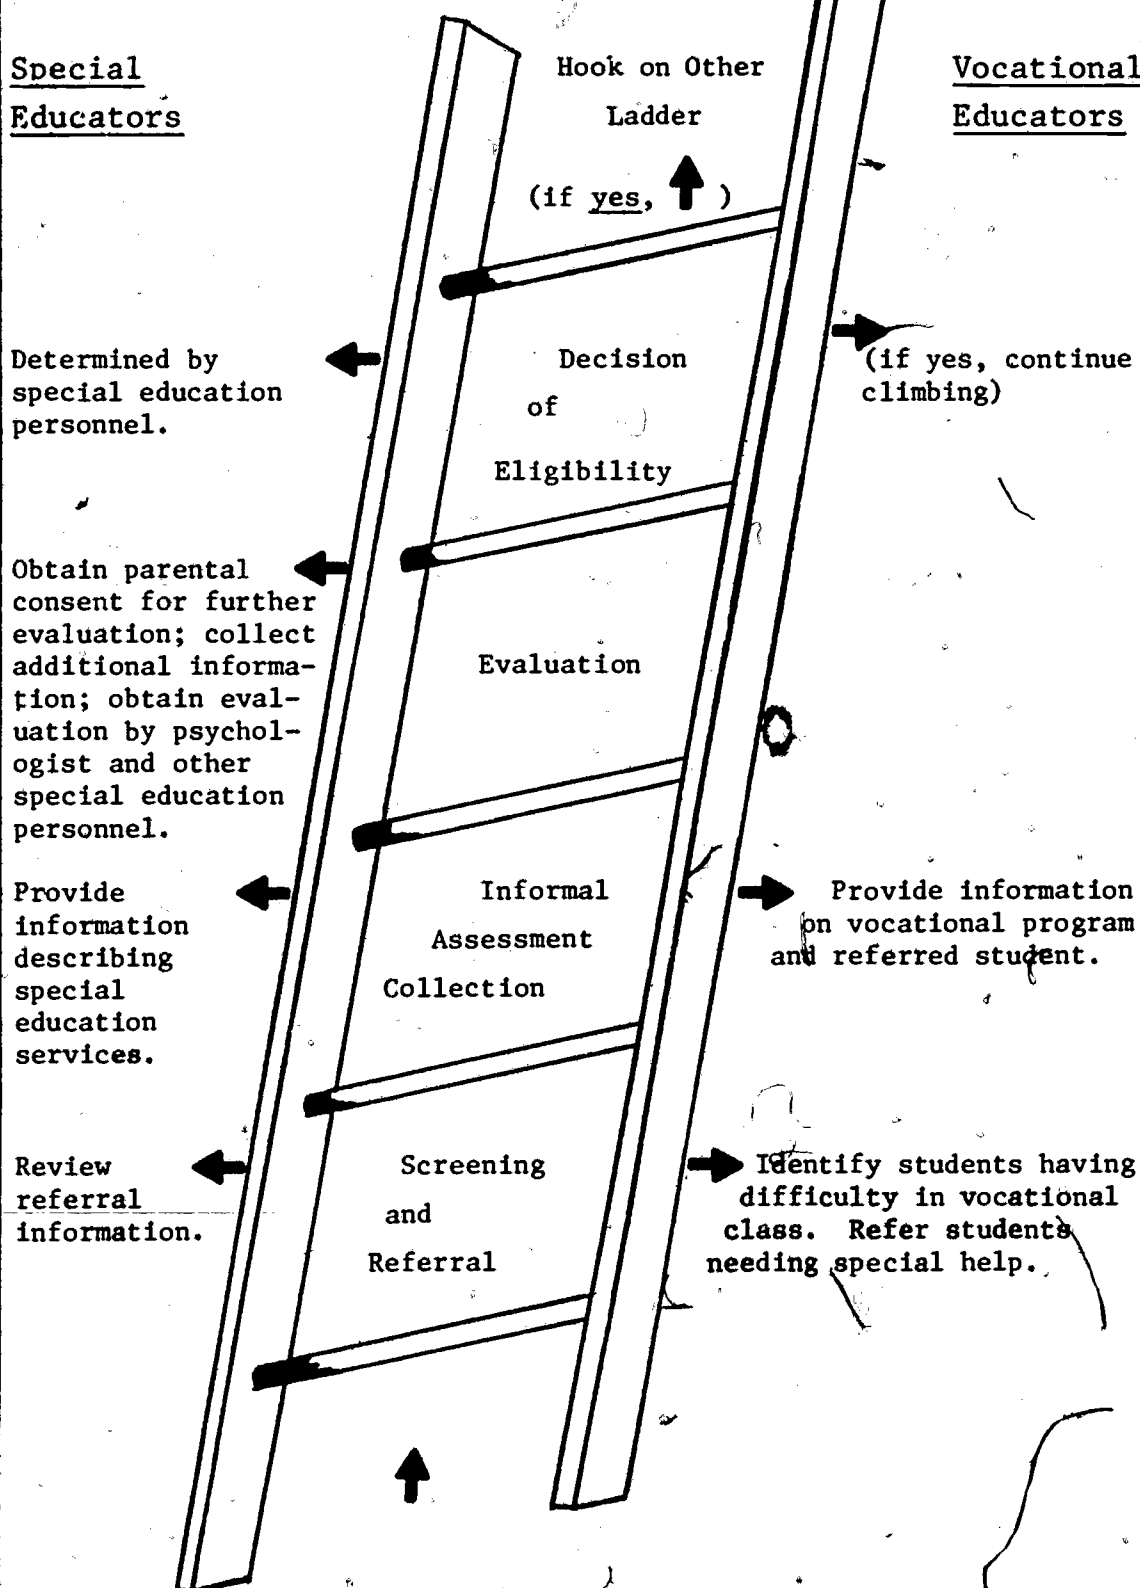 Special
Educators
Hook on Other
Ladder
(if yes, )
Vocational
Educators
Determined by
special education
personnel.
Decision
of
Eligibility
(if yes, continue
climbing)
Obtain parental
consent for further
evaluation; collect
additional informa-
tion; obtain eval-
uation by psychol-
ogist and other
special education
personnel.
Evaluation
Provide
information
describing
special
education
services.
Informal
Assessment
Collection
Provide information
on vocational program
and referred student.
Review
referral
information.
Screening
and
Referral
Identify students having
difficulty in vocational
class. Refer students
needing special help.